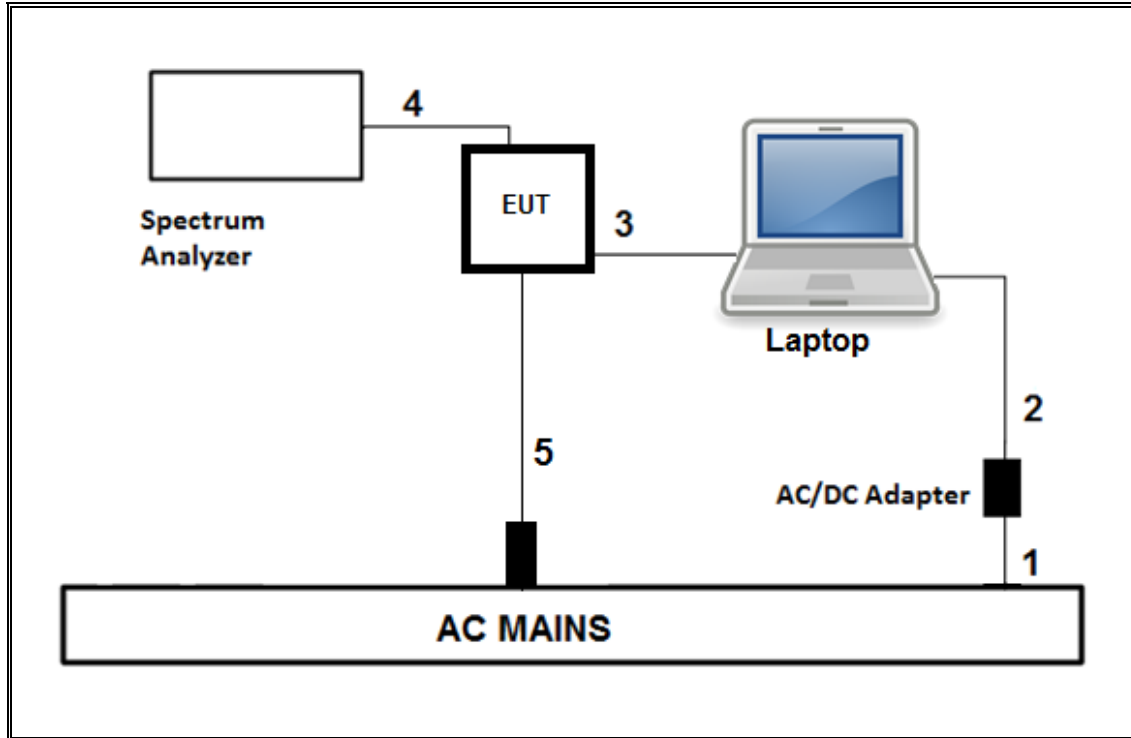 4
EUT
Spectrum
Analyzer
3
Laptop
2
5
AC/DC Adapter
1
AC MAINS